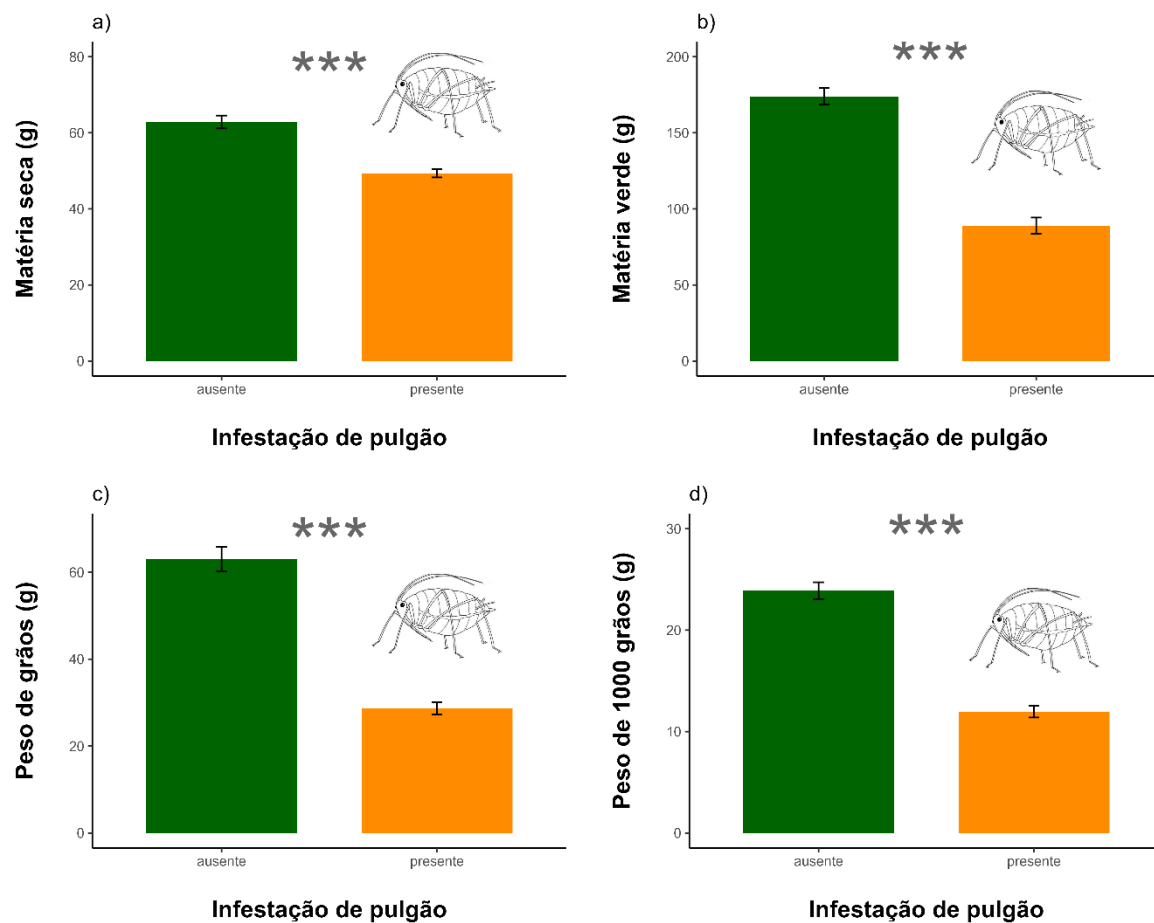 a)
***
Matéria seca (g)
80
60
40
20
0
ausente presente
Infestação de pulgão
b)
***
Matéria verde (g)
200
150
100
50
0
ausente presente
Infestação de pulgão
c)
***
Peso de grãos (g)
60
40
20
0
ausente presente
Infestação de pulgão
d)
***
Peso de 1000 grãos (g)
30
20
10
0
ausente presente
Infestação de pulgão